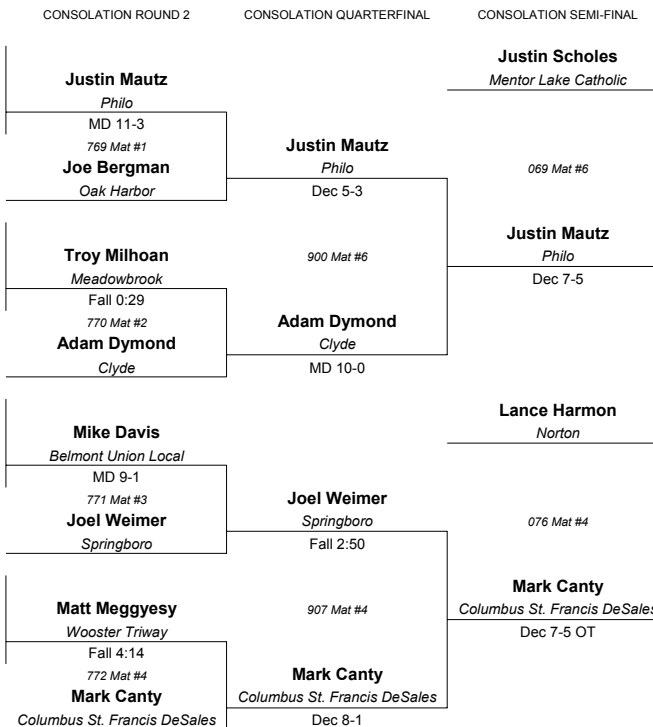 CONSOLATION ROUND 2
CONSOLATION QUARTERFINAL
CONSOLATION SEMI-FINAL
Justin Mautz
Philo
MD 11-3
769 Mat #1
Joe Bergman
Oak Harbor
Troy Milhoan
Meadowbrook
Fall 0:29
770 Mat #2
Adam Dymond
Clyde
Mike Davis
Belmont Union Local
MD 9-1
771 Mat #3
Joel Weimer
Springboro
Matt Meggyesy
Wooster Triway
Fall 4:14
772 Mat #4
Mark Canty
Columbus St. Francis DeSales
Justin Mautz
Philo
Dec 5-3
900 Mat #6
Adam Dymond
Clyde
MD 10-0
Joel Weimer
Springboro
Fall 2:50
907 Mat #4
Mark Canty
Columbus St. Francis DeSales
Dec 8-1
Justin Scholes
Mentor Lake Catholic
069 Mat #6
Justin Mautz
Philo
Dec 7-5
Lance Harmon
Norton
076 Mat #4
Mark Canty
Columbus St. Francis DeSales
Dec 7-5 OT